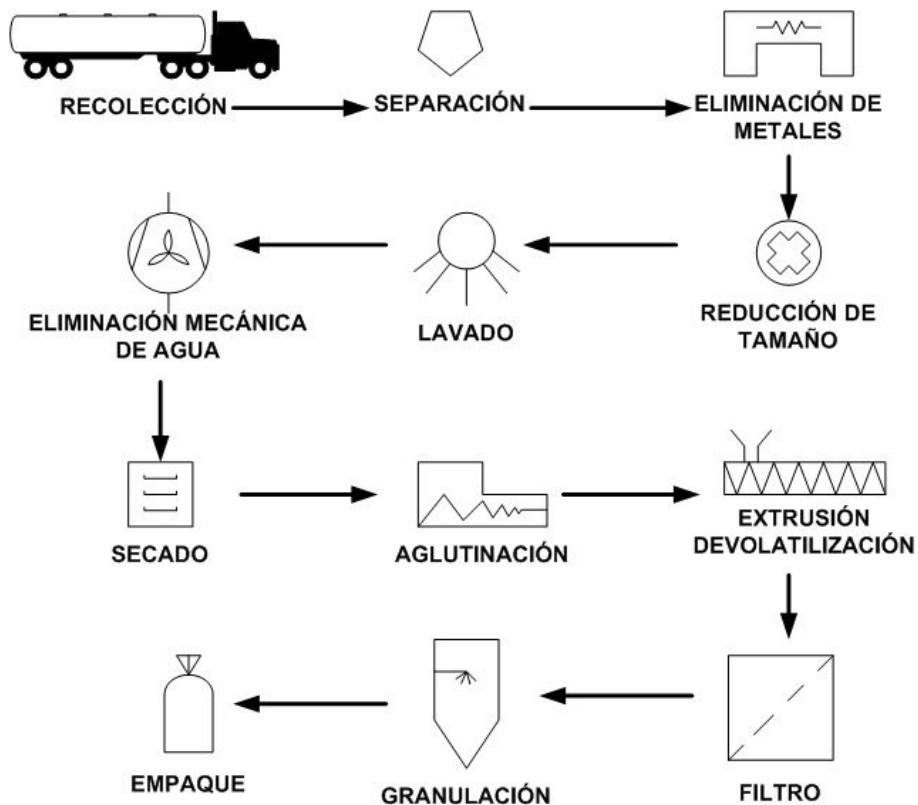 RECOLECCIÓN
SEPARACIÓN
ELIMINACIÓN DE
METALES
REDUCCIÓN DE
TAMAÑO
LAVADO
ELIMINACIÓN MECÁNICA
DE AGUA
SECADO
AGLUTINACIÓN
EXTRUSIÓN
DEVOLATILIZACIÓN
FILTRO
GRANULACIÓN
EMPAQUE